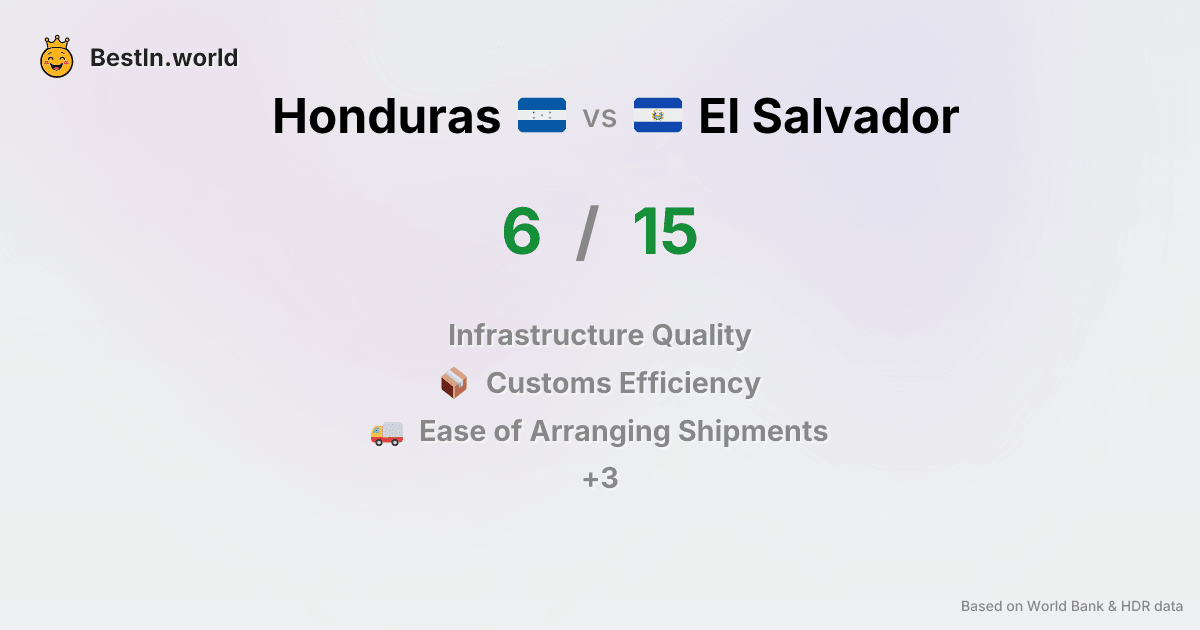 BestIn.world
Honduras vs El Salvador
6 / 15
Infrastructure Quality
Customs Efficiency
Ease of Arranging Shipments
+3
Based on World Bank & HDR data